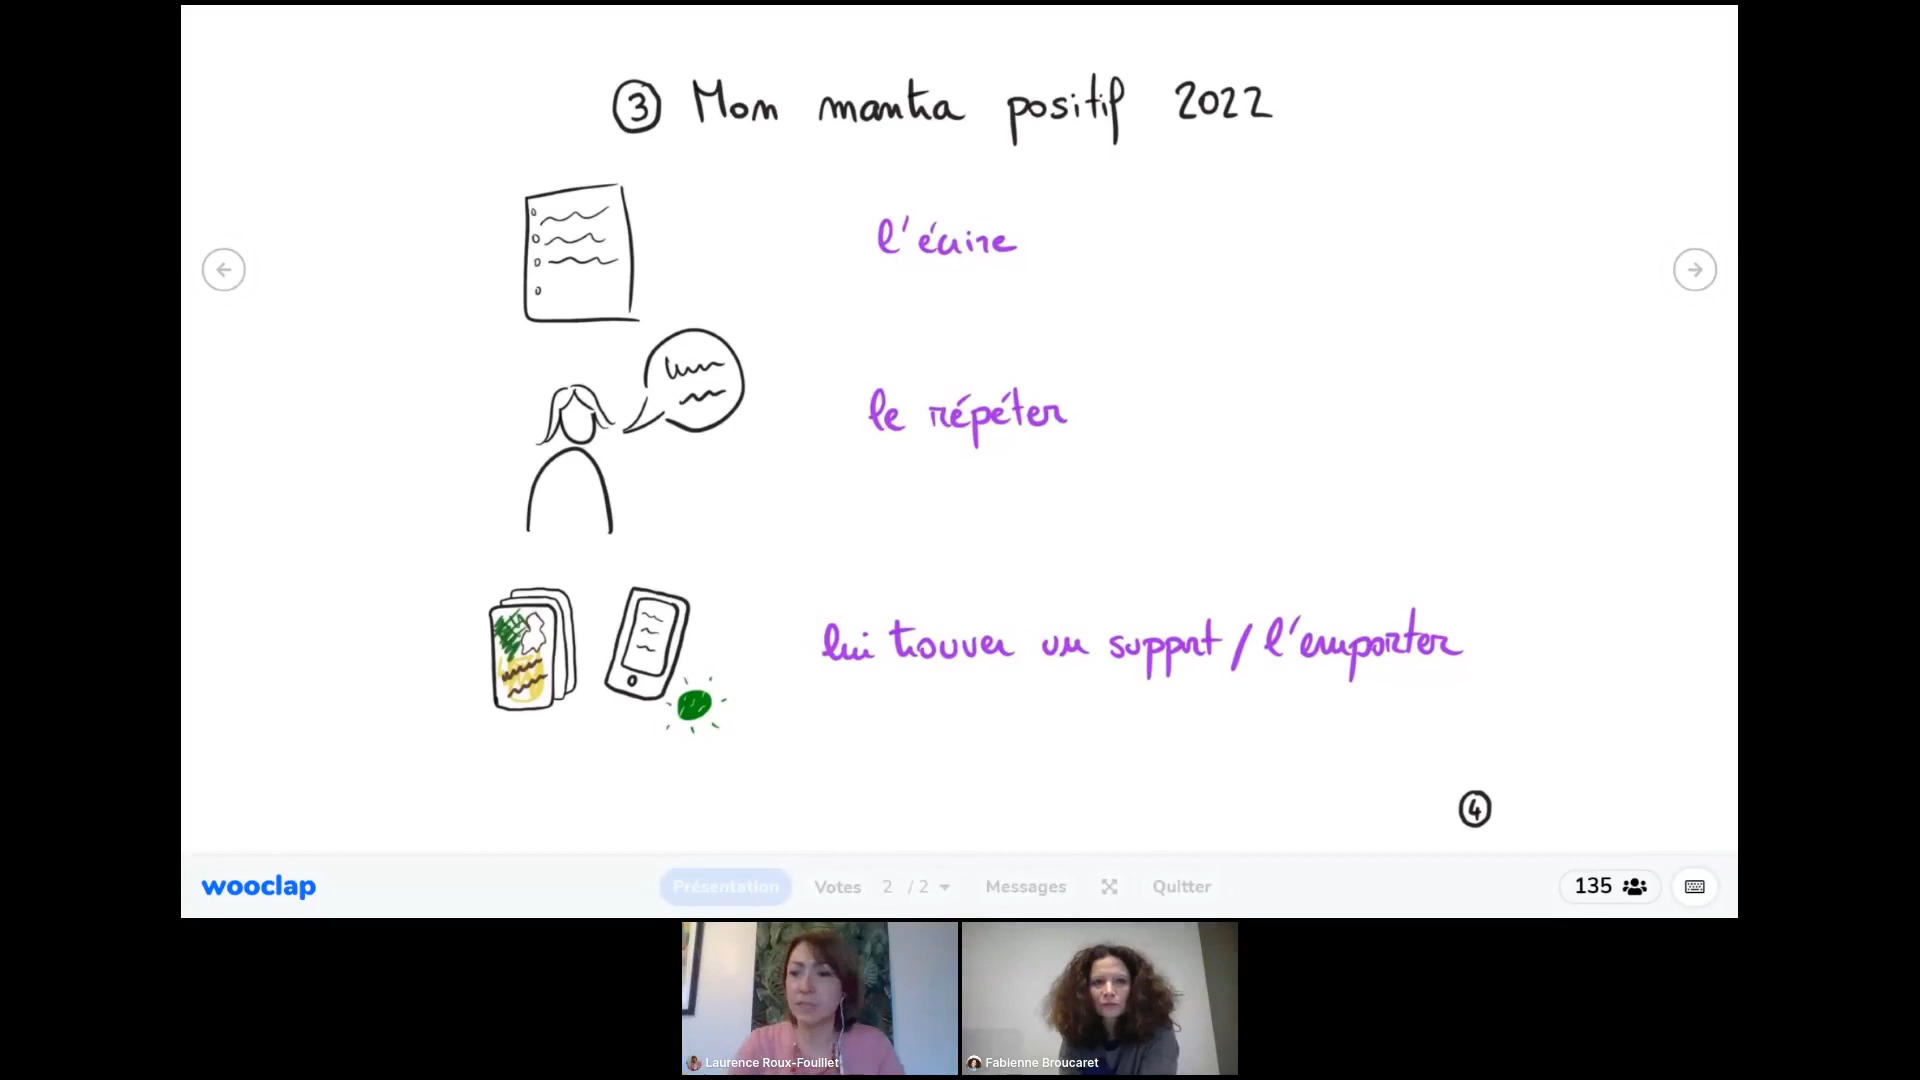 3 Mon mantra positif 2022
l'écrire
le répéter
lui trouver un support / l'emporter
4
wooclap
Présentation Votes 2 / 2 Messages Quitter
135
Laurence Roux-Fouillet
Fabienne Broucaret